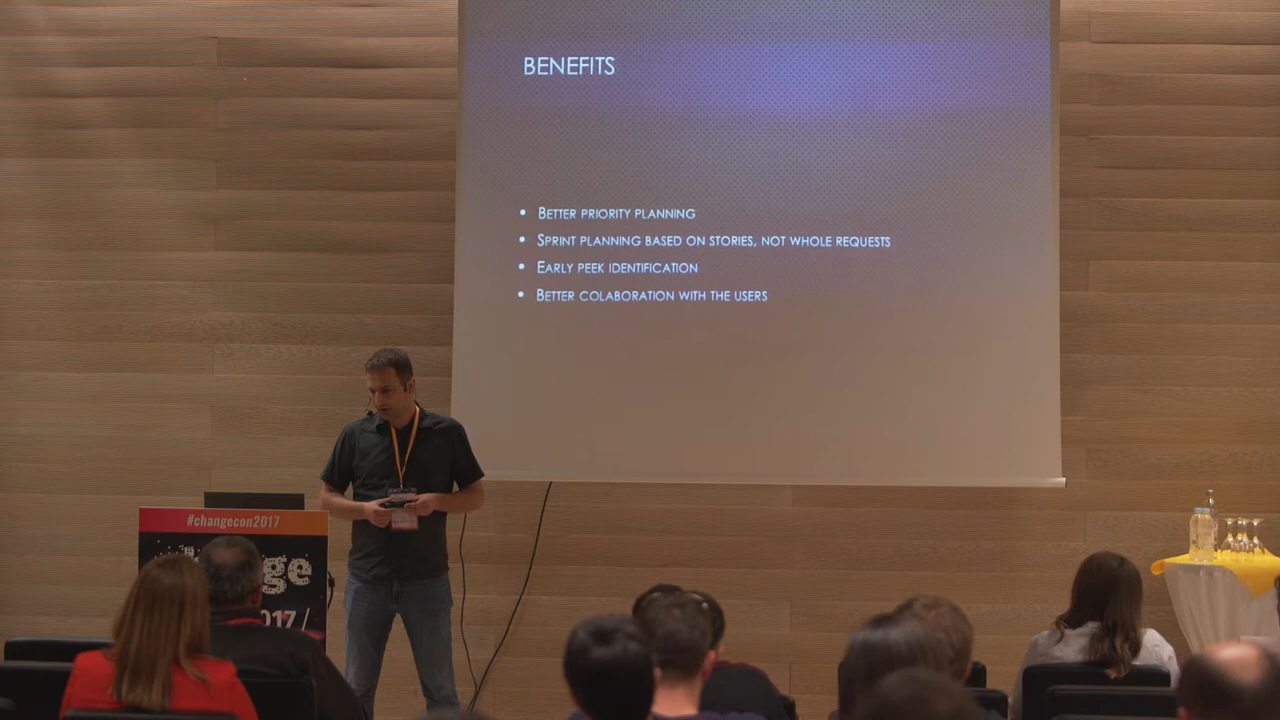 BENEFITS
• BETTER PRIORITY PLANNING
• SPRINT PLANNING BASED ON STORIES, NOT WHOLE REQUESTS
• EARLY PEEK IDENTIFICATION
• BETTER COLABORATION WITH THE USERS
#changecon2017
ge
017 /